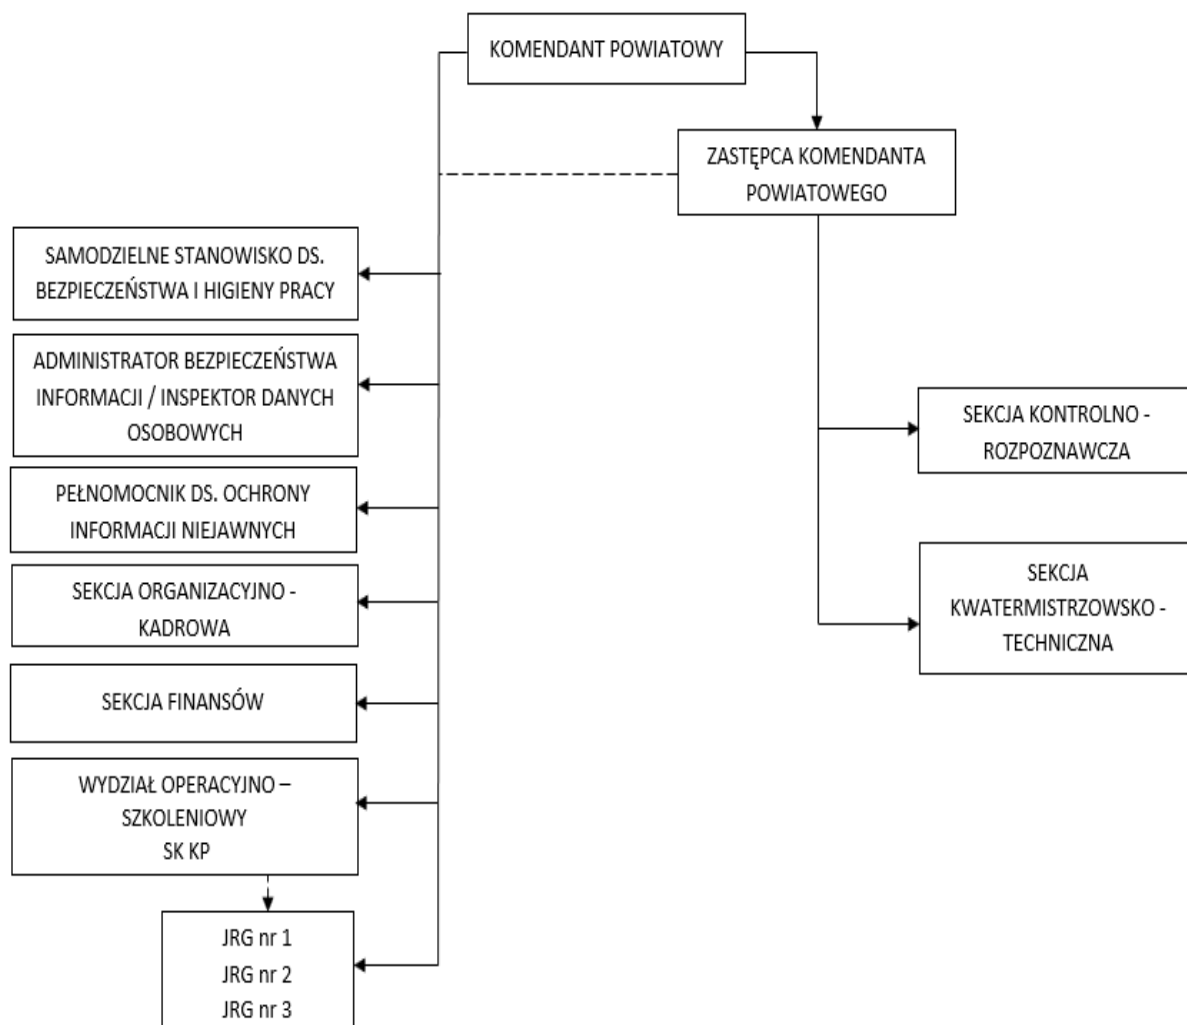 KOMENDANT POWIATOWY
ZASTĘPCA KOMENDANTA
POWIATOWEGO
SAMODZIELNE STANOWISKO DS.
BEZPIECZEŃSTWA I HIGIENY PRACY
ADMINISTRATOR BEZPIECZEŃSTWA
INFORMACJI / INSPEKTOR DANYCH
OSOBOWYCH
PEŁNOMOCNIK DS. OCHRONY
INFORMACJI NIEJAWNYCH
SEKCJA ORGANIZACYJNO -
KADROWA
SEKCJA FINANSÓW
WYDZIAŁ OPERACYJNO –
SZKOLENIOWY
SK KP
JRG nr 1
JRG nr 2
JRG nr 3
SEKCJA KONTROLNO -
ROZPOZNAWCZA
SEKCJA
KWATERMISTRZOWSKO -
TECHNICZNA